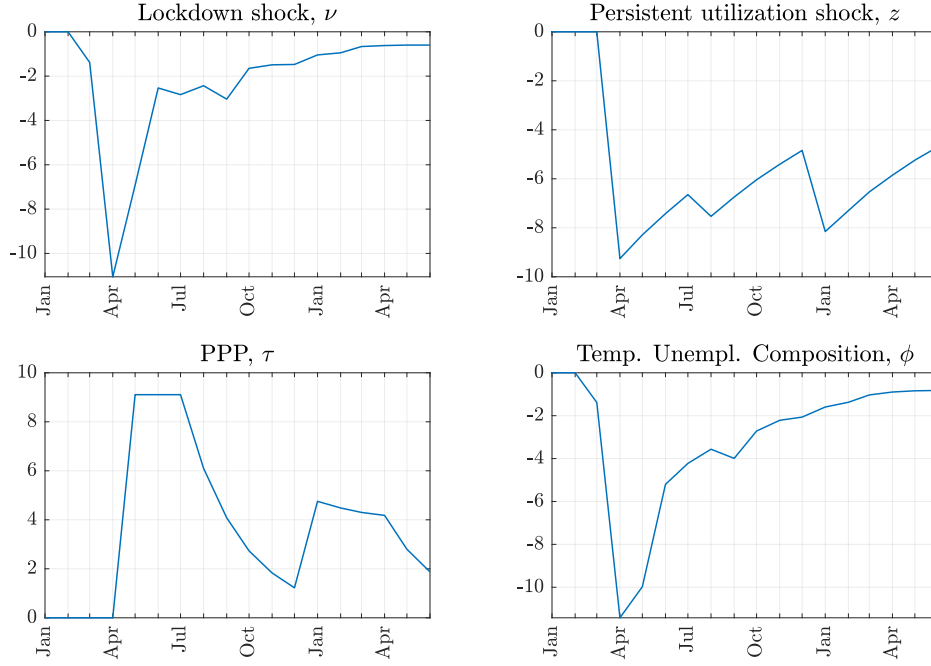 Lockdown shock, ν
0
-2
-4
-6
-8
-10
Jan
Apr
Jul
Oct
Jan
Apr
Persistent utilization shock, z
0
-2
-4
-6
-8
-10
Jan
Apr
Jul
Oct
Jan
Apr
PPP, τ
10
8
6
4
2
0
Jan
Apr
Jul
Oct
Jan
Apr
Temp. Unempl. Composition, ϕ
0
-2
-4
-6
-8
-10
Jan
Apr
Jul
Oct
Jan
Apr